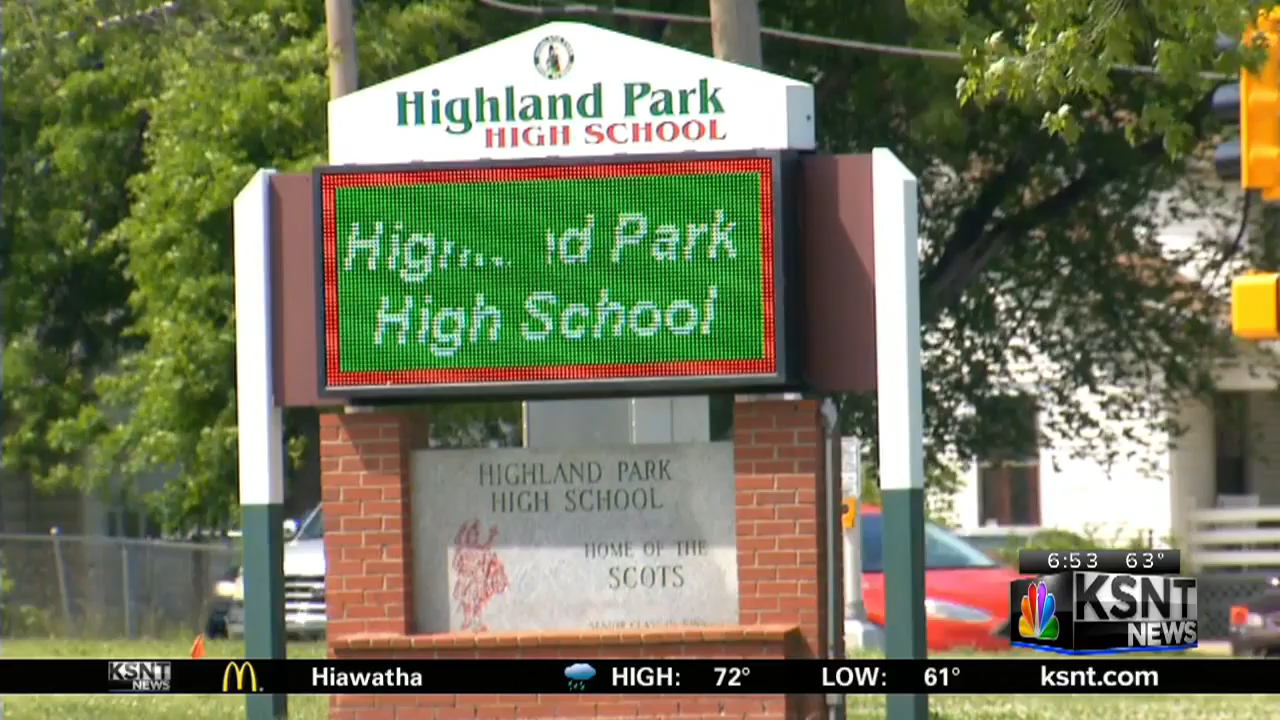 Highland Park
HIGH SCHOOL
Park
High School
HIGHLAND PARK
HIGH SCHOOL
HOME OF THE
SCOTS
6:53 63°
KSNT
NEWS
KSNT
NEWS
Hiawatha HIGH: 72° LOW: 61° ksnt.com